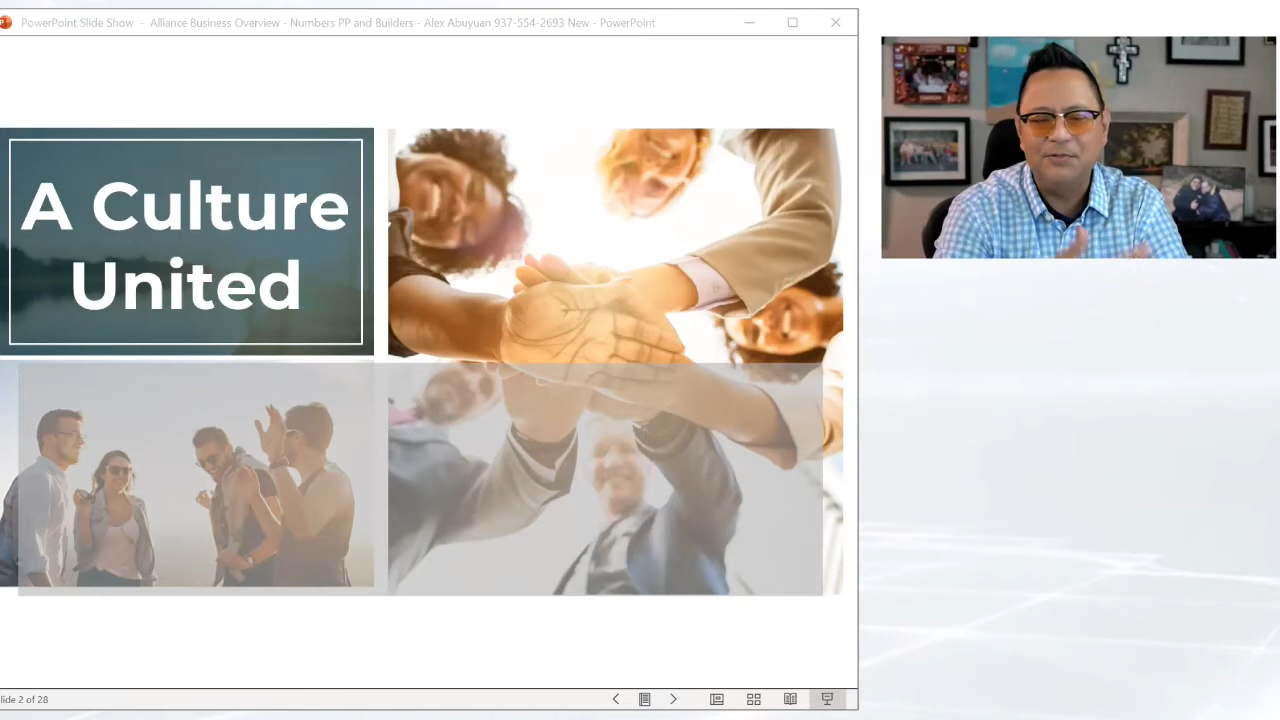 PowerPoint Slide Show - Alliance Business Overview - Numbers PP and Builders - Alex Abuyuan 937-554-2693 New - PowerPoint
A Culture
United
lide 2 of 28